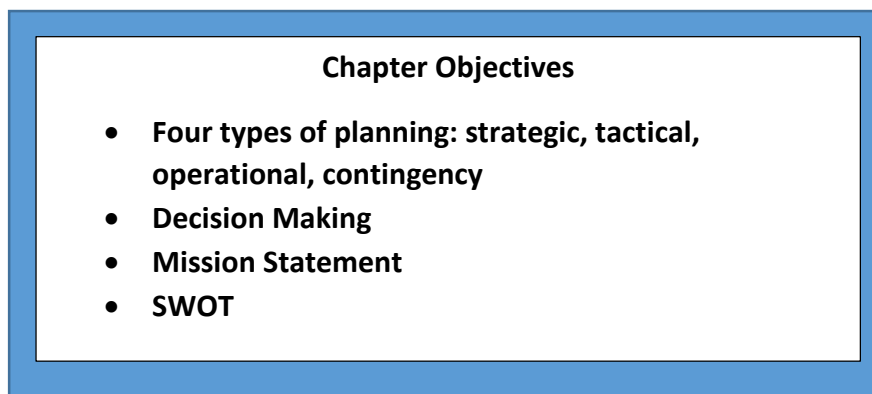 Chapter Objectives
• Four types of planning: strategic, tactical,
operational, contingency
• Decision Making
• Mission Statement
• SWOT